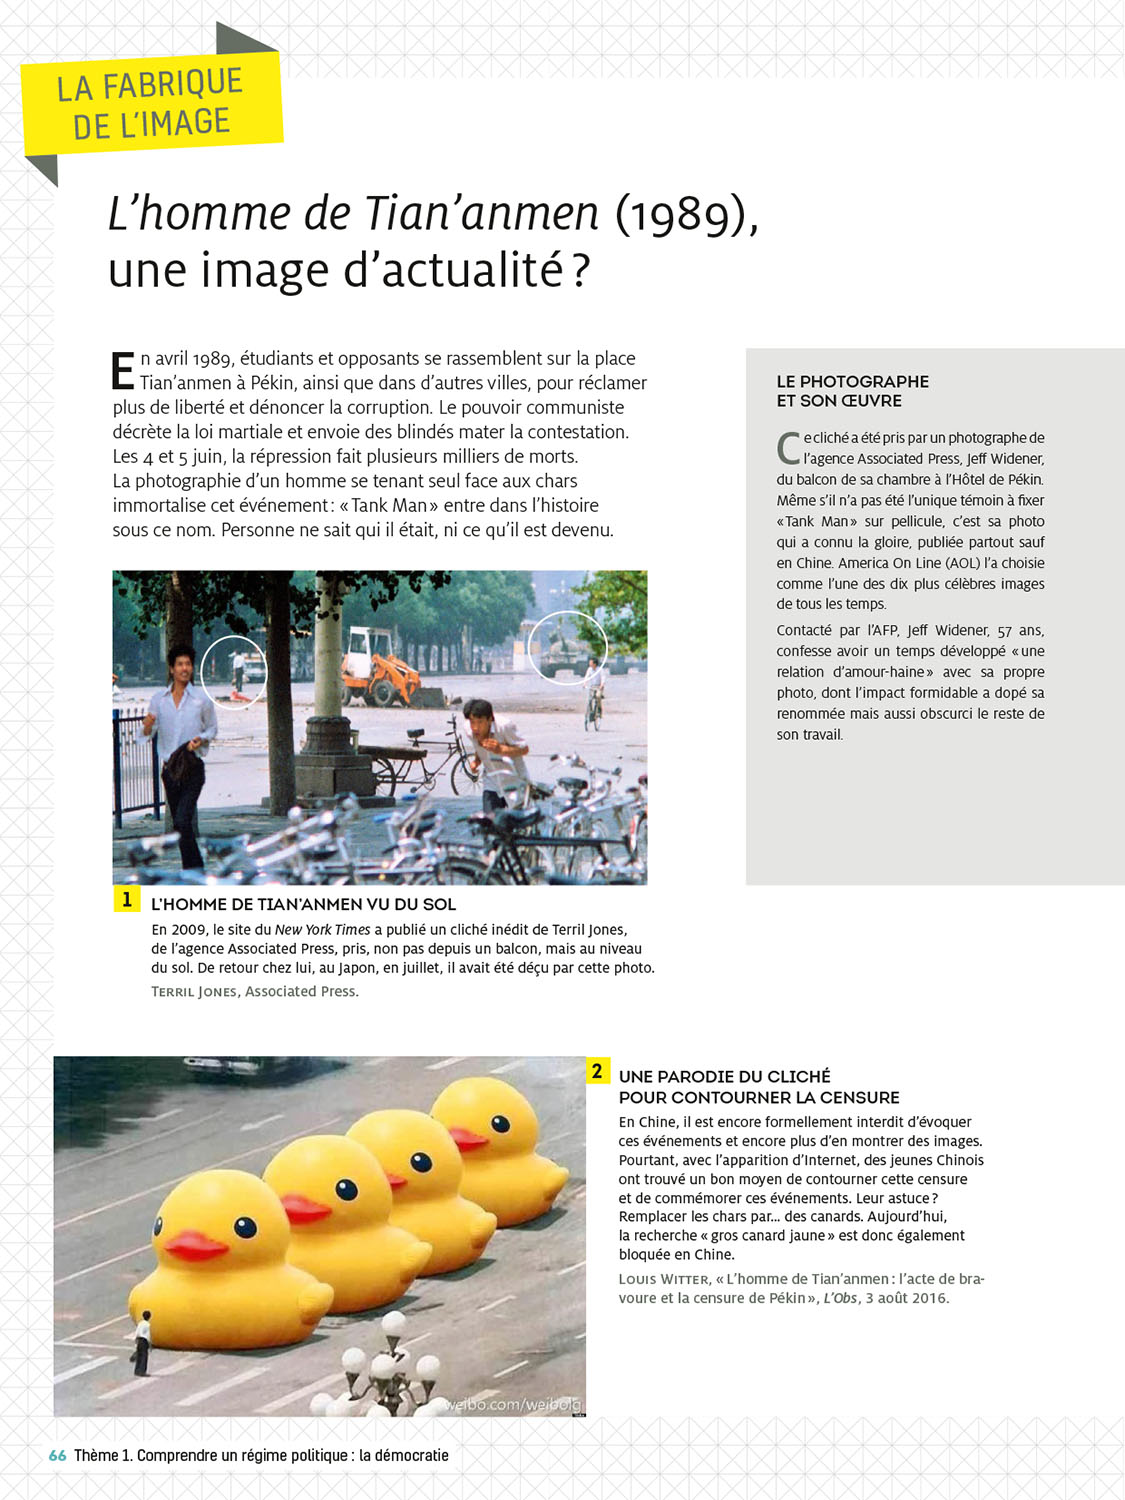 LA FABRIQUE
DE L'IMAGE
L'homme de Tian'anmen (1989),
une image d'actualité ?
En avril 1989, étudiants et opposants se rassemblent sur la place
Tian'anmen à Pékin, ainsi que dans d'autres villes, pour réclamer
plus de liberté et dénoncer la corruption. Le pouvoir communiste
décrète la loi martiale et envoie des blindés mater la contestation.
Les 4 et 5 juin, la répression fait plusieurs milliers de morts.
La photographie d'un homme se tenant seul face aux chars
immortalise cet événement : « Tank Man » entre dans l'histoire
sous ce nom. Personne ne sait qui il était, ni ce qu'il est devenu.
LE PHOTOGRAPHE
ET SON ŒUVRE
Ce cliché a été pris par un photographe de
l'agence Associated Press, Jeff Widener,
du balcon de sa chambre à l'Hôtel de Pékin.
Même s'il n'a pas été l'unique témoin à fixer
« Tank Man » sur pellicule, c'est sa photo
qui a connu la gloire, publiée partout sauf
en Chine. America On Line (AOL) l'a choisie
comme l'une des dix plus célèbres images
de tous les temps.
Contacté par l'AFP, Jeff Widener, 57 ans,
confesse avoir un temps développé « une
relation d'amour-haine » avec sa propre
photo, dont l'impact formidable a dopé sa
renommée mais aussi obscurci le reste de
son travail.
1 L'HOMME DE TIAN'ANMEN VU DU SOL
En 2009, le site du New York Times a publié un cliché inédit de Terril Jones,
de l'agence Associated Press, pris, non pas depuis un balcon, mais au niveau
du sol. De retour chez lui, au Japon, en juillet, il avait été déçu par cette photo.
TERRIL JONES, Associated Press.
2 UNE PARODIE DU CLICHÉ
POUR CONTOURNER LA CENSURE
En Chine, il est encore formellement interdit d'évoquer
ces événements et encore plus d'en montrer des images.
Pourtant, avec l'apparition d'Internet, des jeunes Chinois
ont trouvé un bon moyen de contourner cette censure
et de commémorer ces événements. Leur astuce ?
Remplacer les chars par... des canards. Aujourd'hui,
la recherche « gros canard jaune » est donc également
bloquée en Chine.
LOUIS WITTER, « L'homme de Tian'anmen : l'acte de bra-
voure et la censure de Pékin », L'Obs, 3 août 2016.
weibo.com/weibolg
66 Thème 1. Comprendre un régime politique : la démocratie